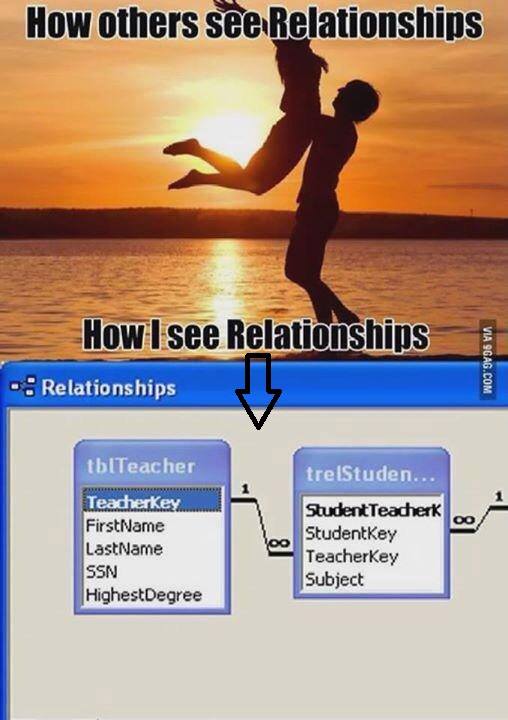 How others see Relationships
How I see Relationships
VIA 9GAG.COM
Relationships
tblTeacher
TeacherKey
FirstName
LastName
SSN
HighestDegree
1
∞
trelStuden...
StudentTeacherK
StudentKey
TeacherKey
Subject
∞
1